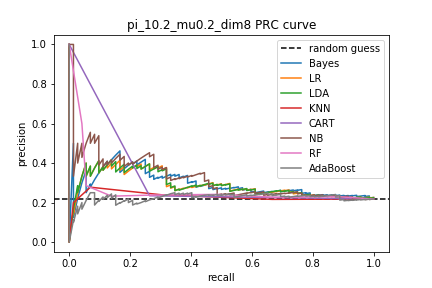 pi_10.2_mu0.2_dim8 PRC curve
precision
1.0
0.8
0.6
0.4
0.2
0.0
random guess
Bayes
LR
LDA
KNN
CART
NB
RF
AdaBoost
0.0 0.2 0.4 0.6 0.8 1.0
recall